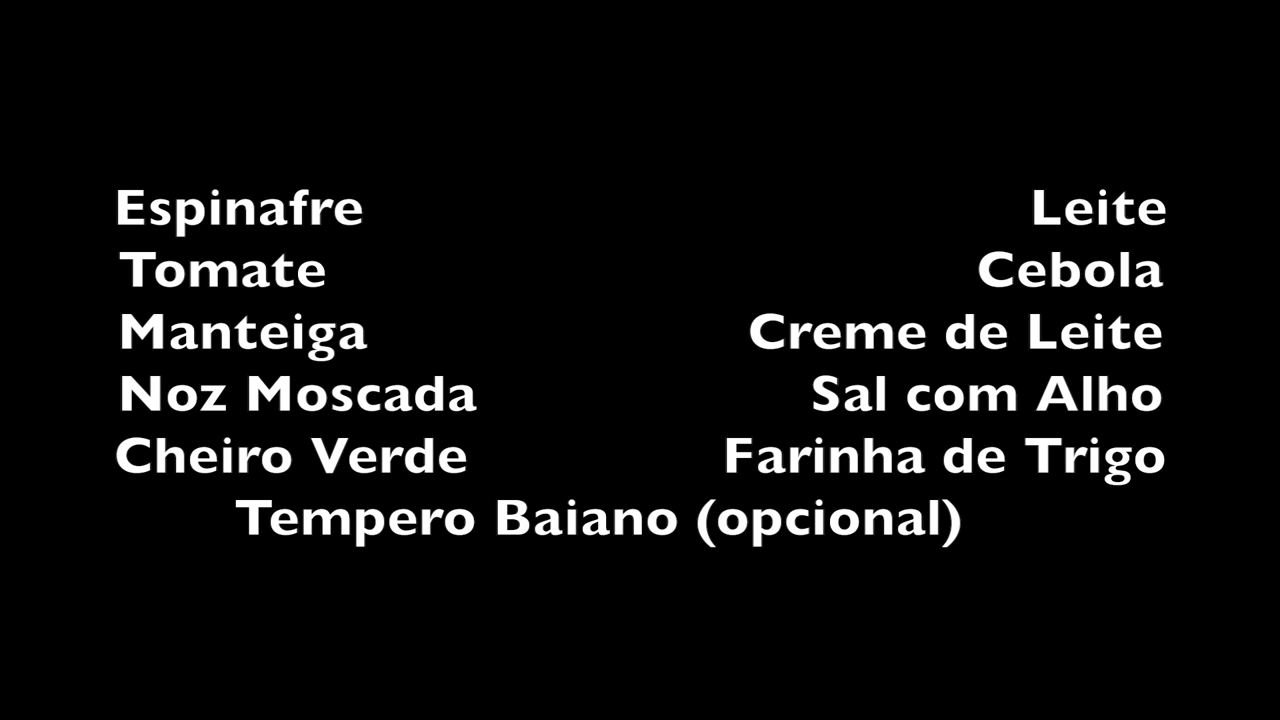 Espinafre Leite
Tomate Cebola
Manteiga Creme de Leite
Noz Moscada Sal com Alho
Cheiro Verde Farinha de Trigo
Tempero Baiano (opcional)